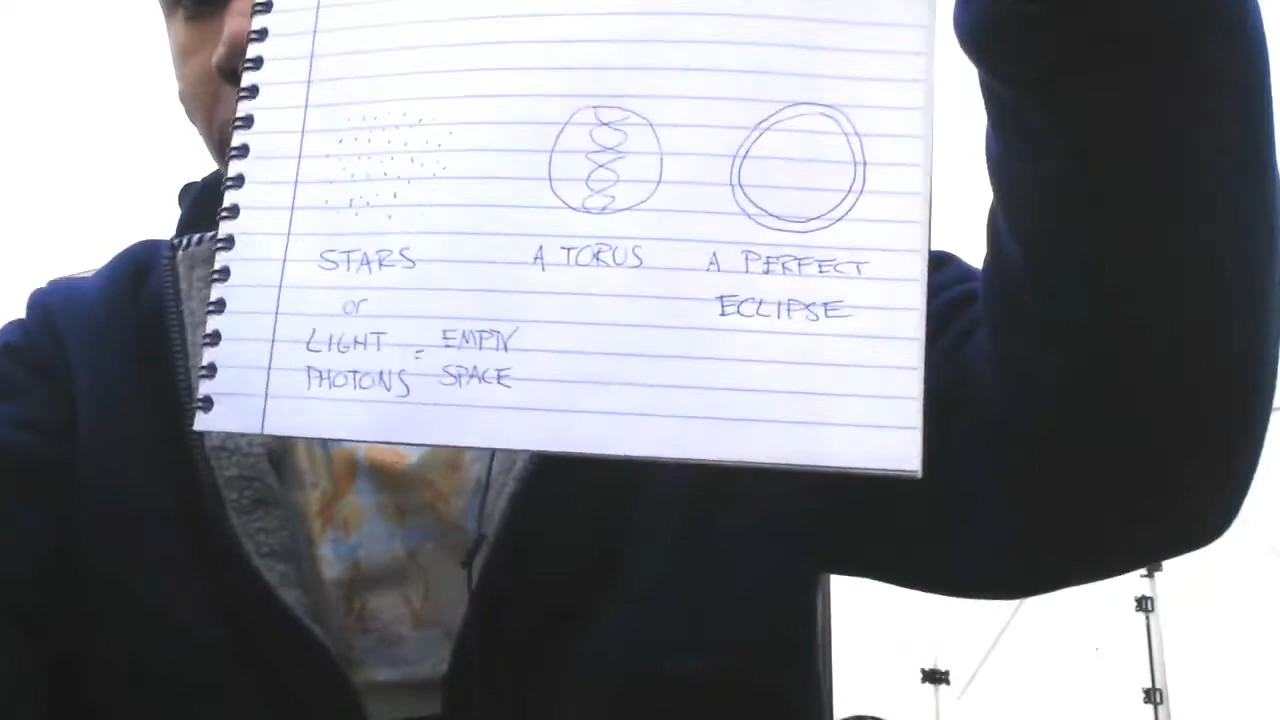 STARS
or
LIGHT PHOTONS = EMPTY SPACE
A TORUS
A PERFECT
ECLIPSE